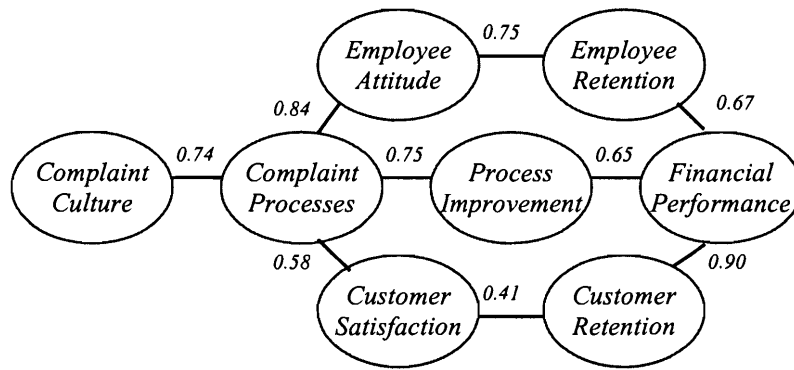 Employee
Attitude
0.75
Employee
Retention
0.84
0.67
Complaint
Culture
0.74
Complaint
Processes
0.75
Process
Improvement
0.65
Financial
Performance
0.58
0.90
Customer
Satisfaction
0.41
Customer
Retention